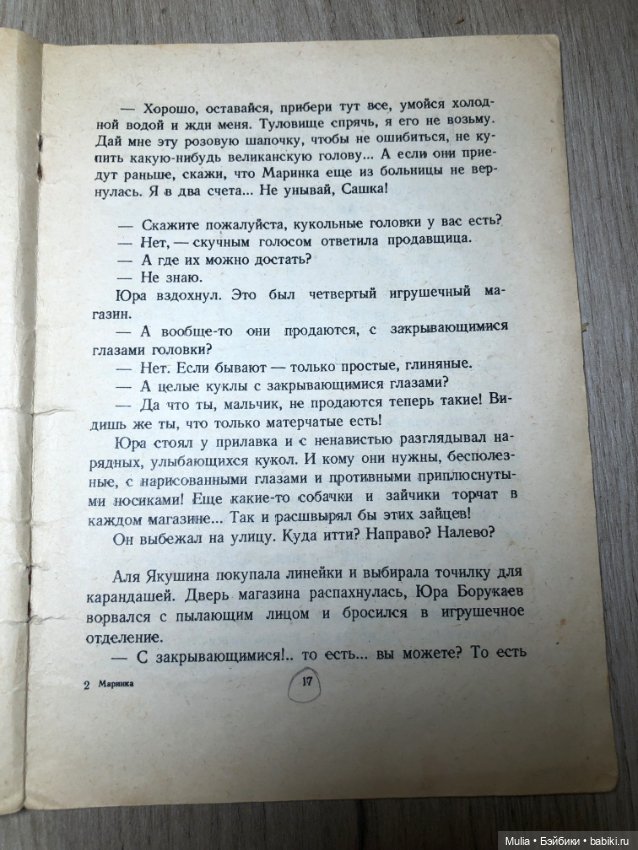 — Хорошо, оставайся, прибери тут все, умойся холод-
ной водой и жди меня. Туловище спрячь, я его не возьму.
Дай мне эту розовую шапочку, чтобы не ошибиться, не ку-
пить какую-нибудь великанскую голову... А если они прие-
дут раньше, скажи, что Маринка еще из больницы не вер-
нулась. Я в два счета... Не унывай, Сашка!
— Скажите пожалуйста, кукольные головки у вас есть?
— Нет, — скучным голосом ответила продавщица.
— А где их можно достать?
— Не знаю.
Юра вздохнул. Это был четвертый игрушечный ма-
газин.
— А вообще-то они продаются, с закрывающимися
глазами головки?
— Нет. Если бывают — только простые, глиняные.
— А целые куклы с закрывающимися глазами?
— Да что ты, мальчик, не продаются теперь такие! Ви-
дишь же ты, что только матерчатые есть!
Юра стоял у прилавка и с ненавистью разглядывал на-
рядных, улыбающихся кукол. И кому они нужны, бесполез-
ные, с нарисованными глазами и противными приплюснуты-
ми носиками! Еще какие-то собачки и зайчики торчат в
каждом магазине... Так и расшвырял бы этих зайцев!
Он выбежал на улицу. Куда итти? Направо? Налево?
Аля Якушина покупала линейки и выбирала точилку для
карандашей. Дверь магазина распахнулась, Юра Борукаев
ворвался с пылающим лицом и бросился в игрушечное
отделение.
— С закрывающимися!.. то есть... вы можете? То есть
2 Маринка 17
Mulia • Бэйбики • babiki.ru